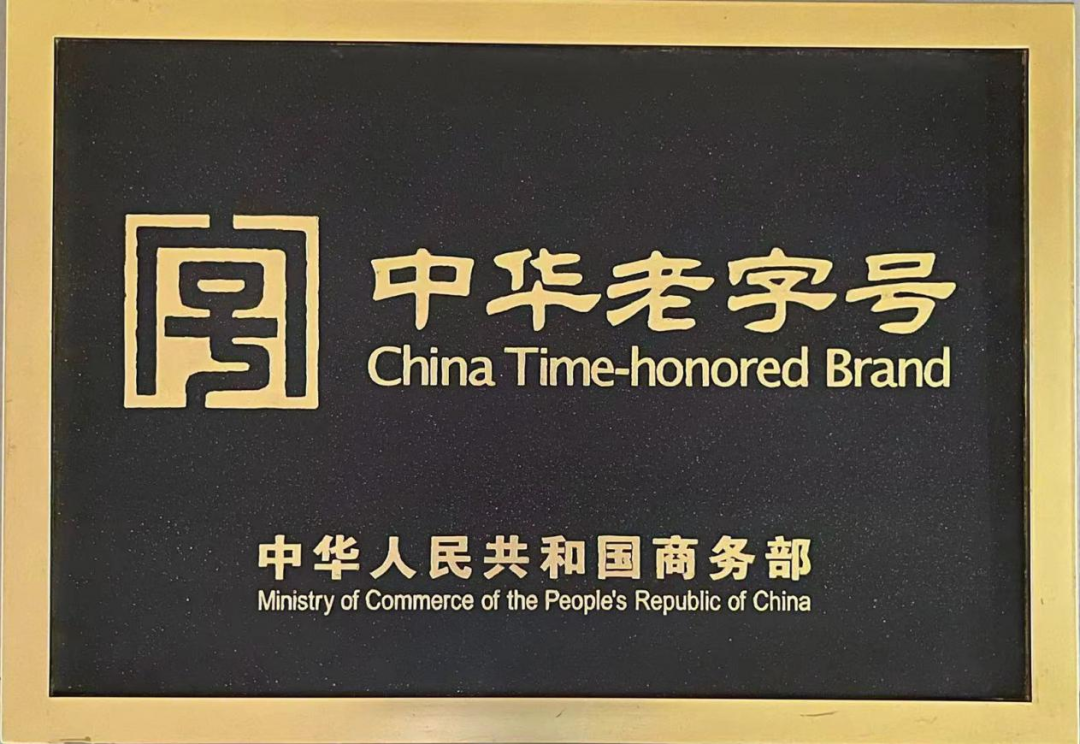 中华老字号
China Time-honored Brand
中华人民共和国商务部
Ministry of Commerce of the People's Republic of China